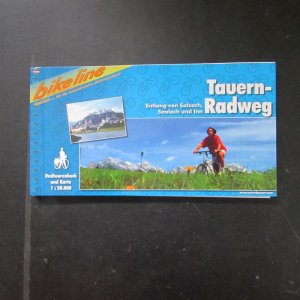 bikeline
Tauern-
Radweg
Entlang von Salzach,
Saalach und Inn
Radtourenbuch
und Karte
1 : 50.000